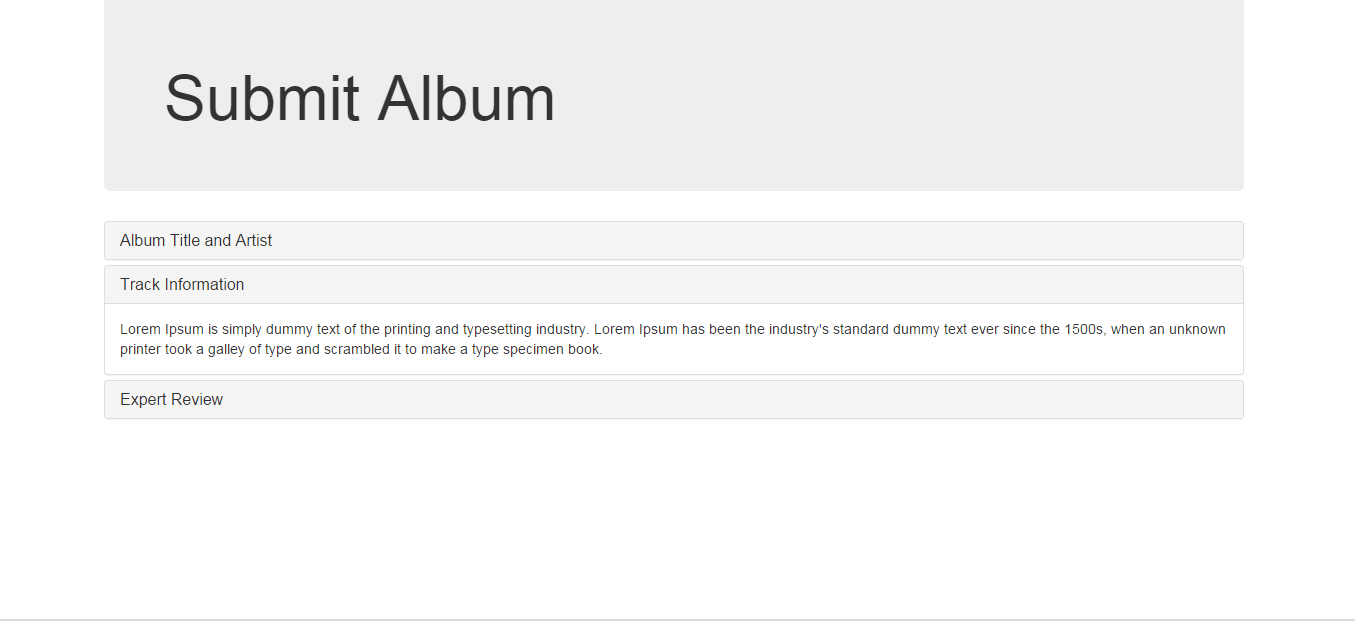 Submit Album
Album Title and Artist
Track Information
Lorem Ipsum is simply dummy text of the printing and typesetting industry. Lorem Ipsum has been the industry's standard dummy text ever since the 1500s, when an unknown
printer took a galley of type and scrambled it to make a type specimen book.
Expert Review